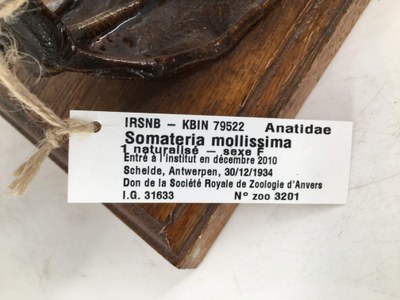 IRSNB – KBIN 79522 Anatidae
Somateria mollissima
1 naturalisé – sexe F
Entré à l'Institut en décembre 2010
Schelde, Antwerpen, 30/12/1934
Don de la Société Royale de Zoologie d'Anvers
I.G. 31633 N° zoo 3201